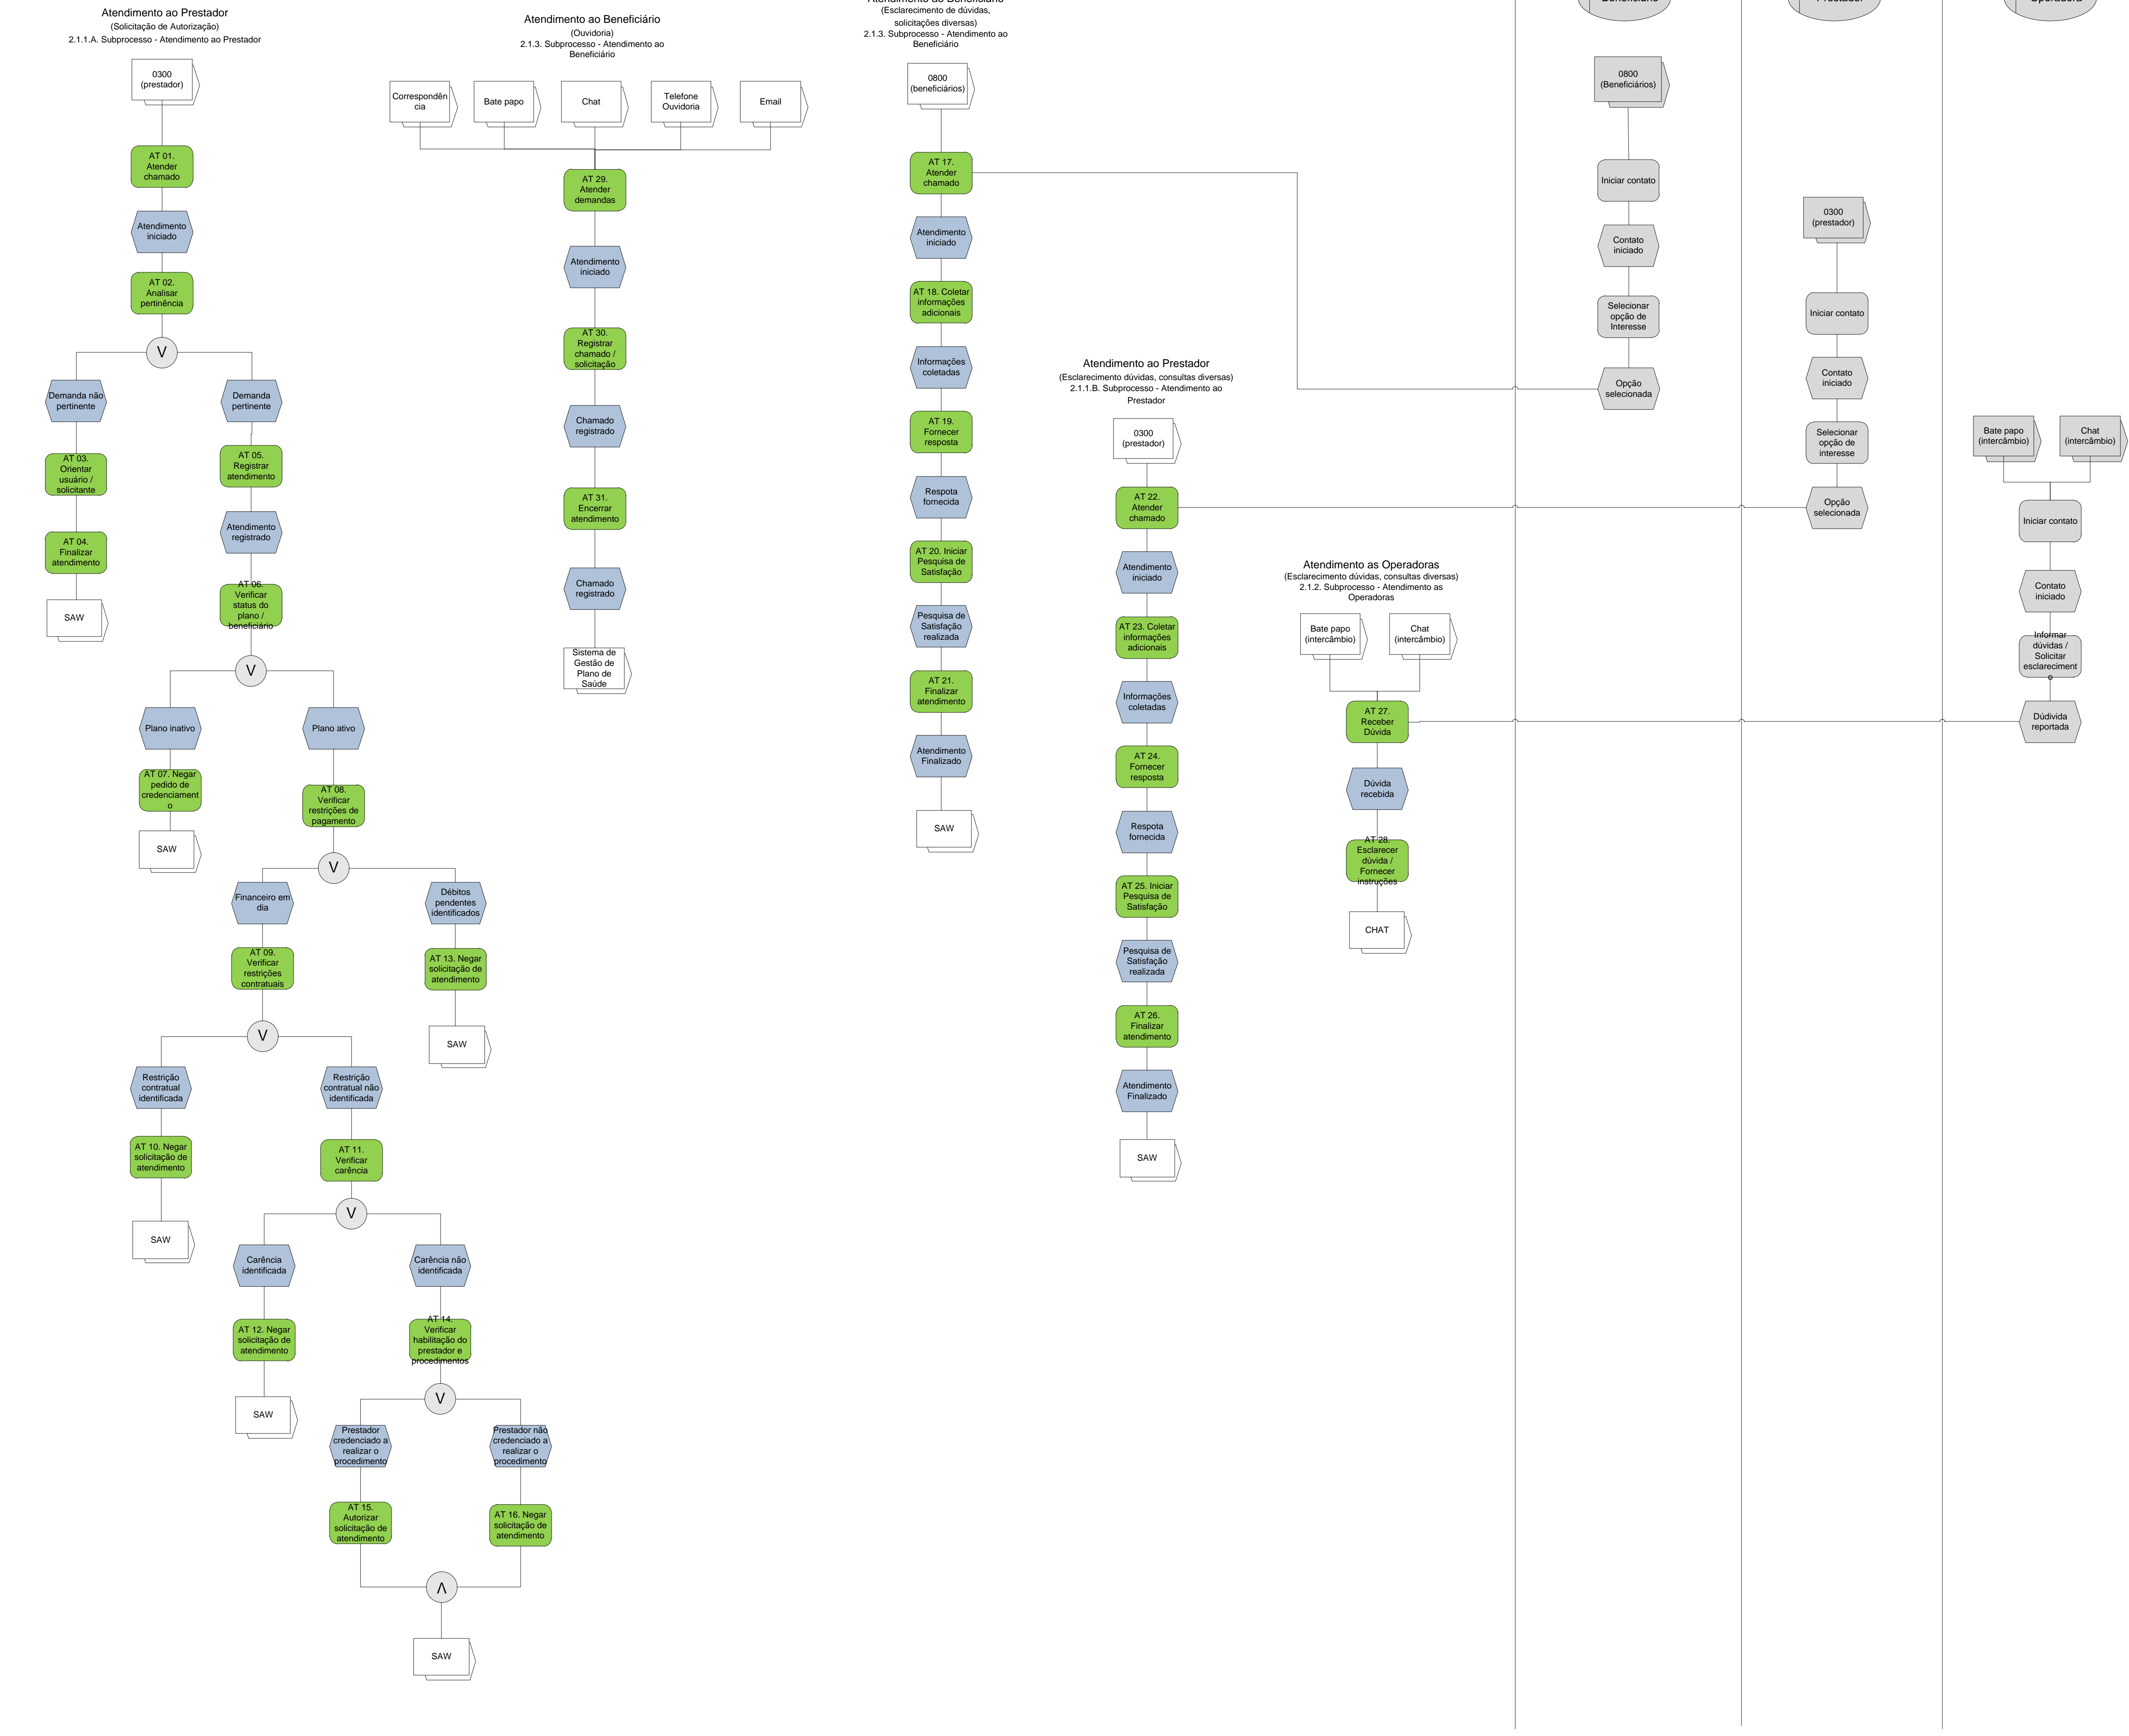 Atendimento ao Prestador
(Solicitação de Autorização)
2.1.1.A. Subprocesso - Atendimento ao Prestador
0300
(prestador)
AT 01.
Atender
chamado
Atendimento
iniciado
AT 02.
Analisar
pertinência
V
Demanda não
pertinente
Demanda
pertinente
AT 03.
Orientar
usuário /
solicitante
AT 05.
Registrar
atendimento
AT 04.
Finalizar
atendimento
Atendimento
registrado
SAW
AT 06.
Verificar
status do
plano /
beneficiário
V
Plano inativo
Plano ativo
AT 07. Negar
pedido de
credenciament
o
AT 08.
Verificar
restrições de
pagamento
SAW
V
Financeiro em
dia
Débitos
pendentes
identificados
AT 09.
Verificar
restrições
contratuais
AT 13. Negar
solicitação de
atendimento
V
SAW
Restrição
contratual
identificada
Restrição
contratual não
identificada
AT 10. Negar
solicitação de
atendimento
AT 11.
Verificar
carência
SAW
V
Carência
identificada
Carência não
identificada
AT 12. Negar
solicitação de
atendimento
AT 14.
Verificar
habilitação do
prestador e
procedimentos
SAW
V
Prestador
credenciado a
realizar o
procedimento
Prestador não
credenciado a
realizar o
procedimento
AT 15.
Autorizar
solicitação de
atendimento
AT 16. Negar
solicitação de
atendimento
Λ
SAW
Atendimento ao Beneficiário
(Ouvidoria)
2.1.3. Subprocesso - Atendimento ao
Beneficiário
Correspondên
cia
Bate papo
Chat
Telefone
Ouvidoria
Email
AT 29.
Atender
demandas
Atendimento
iniciado
AT 30.
Registrar
chamado /
solicitação
Chamado
registrado
AT 31.
Encerrar
atendimento
Chamado
registrado
Sistema de
Gestão de
Plano de
Saúde
Atendimento ao Beneficiário
(Esclarecimento de dúvidas,
solicitações diversas)
2.1.3. Subprocesso - Atendimento ao
Beneficiário
0800
(beneficiários)
AT 17.
Atender
chamado
Atendimento
iniciado
AT 18. Coletar
informações
adicionais
Informações
coletadas
AT 19.
Fornecer
resposta
Respota
fornecida
AT 20. Iniciar
Pesquisa de
Satisfação
Pesquisa de
Satisfação
realizada
AT 21.
Finalizar
atendimento
Atendimento
Finalizado
SAW
Atendimento ao Prestador
(Esclarecimento dúvidas, consultas diversas)
2.1.1.B. Subprocesso - Atendimento ao
Prestador
0300
(prestador)
AT 22.
Atender
chamado
Atendimento
iniciado
AT 23. Coletar
informações
adicionais
Informações
coletadas
AT 24.
Fornecer
resposta
Respota
fornecida
AT 25. Iniciar
Pesquisa de
Satisfação
Pesquisa de
Satisfação
realizada
AT 26.
Finalizar
atendimento
Atendimento
Finalizado
SAW
Atendimento as Operadoras
(Esclarecimento dúvidas, consultas diversas)
2.1.2. Subprocesso - Atendimento as
Operadoras
Bate papo
(intercâmbio)
Chat
(intercâmbio)
AT 27.
Receber
Dúvida
Dúvida
recebida
AT 28.
Esclarecer
dúvida /
Fornecer
instruções
CHAT
Beneficiário
0800
(Beneficiários)
Iniciar contato
Contato
iniciado
Selecionar
opção de
Interesse
Opção
selecionada
Prestador
0300
(prestador)
Iniciar contato
Contato
iniciado
Selecionar
opção de
interesse
Opção
selecionada
Operadora
Bate papo
(intercâmbio)
Chat
(intercâmbio)
Iniciar contato
Contato
iniciado
Informar
dúvidas /
Solicitar
esclareciment
o
Dúdivida
reportada